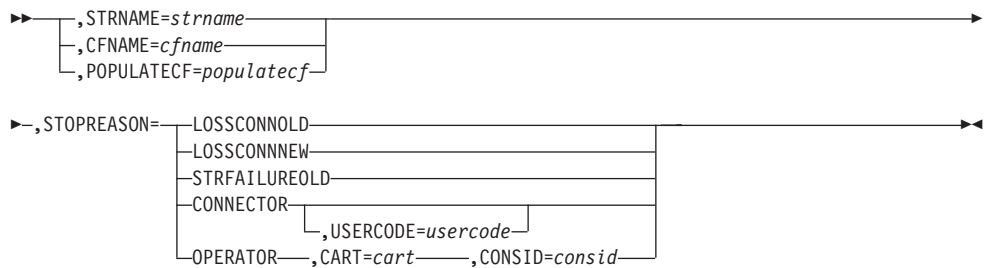 ,STRNAME=strname
,CFNAME=cfname
,POPULATECF=populatecf
,STOPREASON= LOSSCONNOLD
LOSSCONNNEW
STRFAILUREOLD
CONNECTOR
,USERCODE=usercode
OPERATOR ,CART=cart ,CONSID=consid